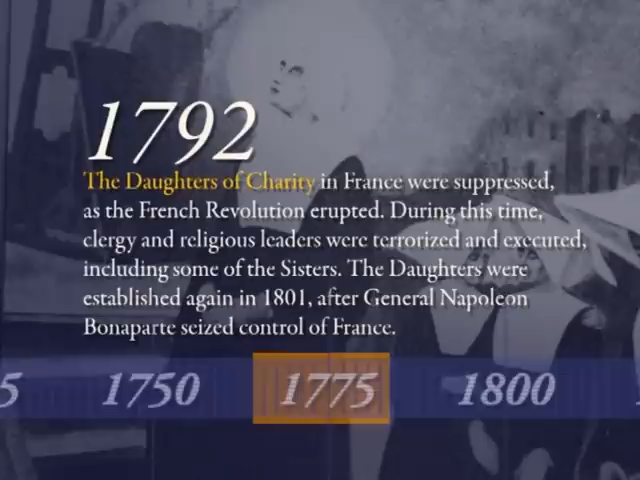 1792
The Daughters of Charity in France were suppressed,
as the French Revolution erupted. During this time,
clergy and religious leaders were terrorized and executed,
including some of the Sisters. The Daughters were
established again in 1801, after General Napoleon
Bonaparte seized control of France.
5 1750 1775 1800